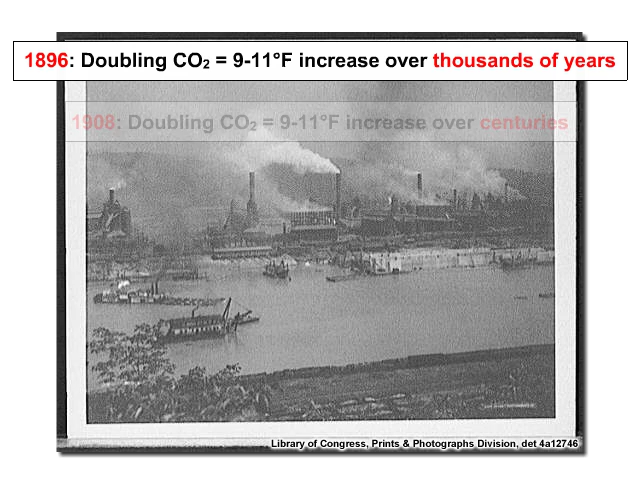 1896: Doubling CO₂ = 9-11°F increase over thousands of years
1908: Doubling CO₂ = 9-11°F increase over centuries
Library of Congress, Prints & Photographs Division, det 4a12746